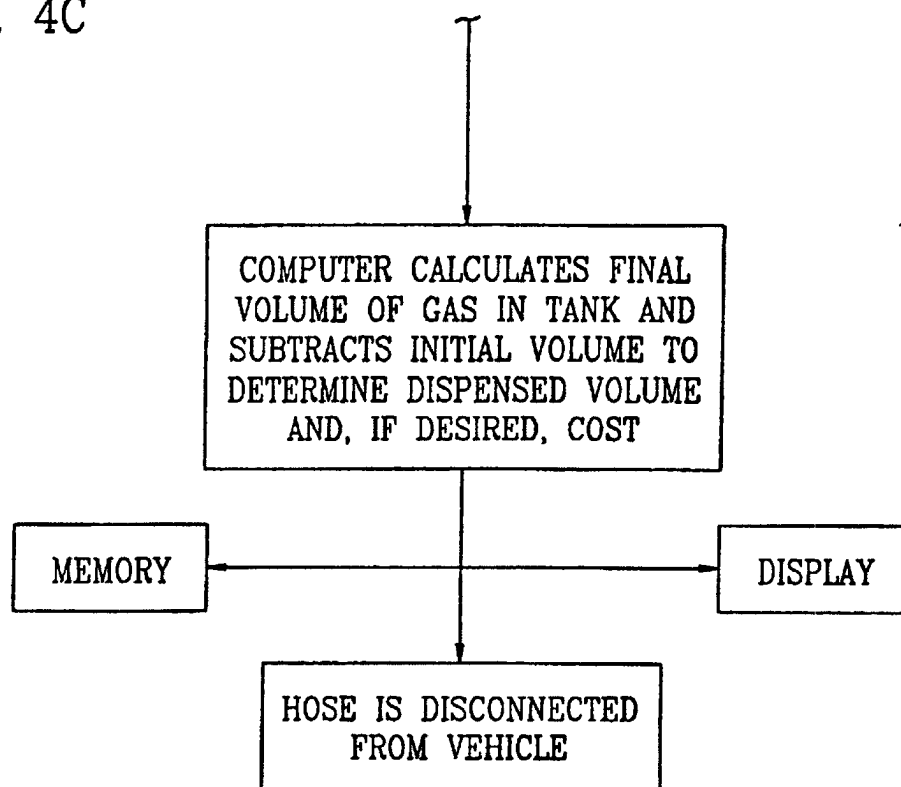 4C
COMPUTER CALCULATES FINAL
VOLUME OF GAS IN TANK AND
SUBTRACTS INITIAL VOLUME TO
DETERMINE DISPENSED VOLUME
AND, IF DESIRED, COST
MEMORY
DISPLAY
HOSE IS DISCONNECTED
FROM VEHICLE